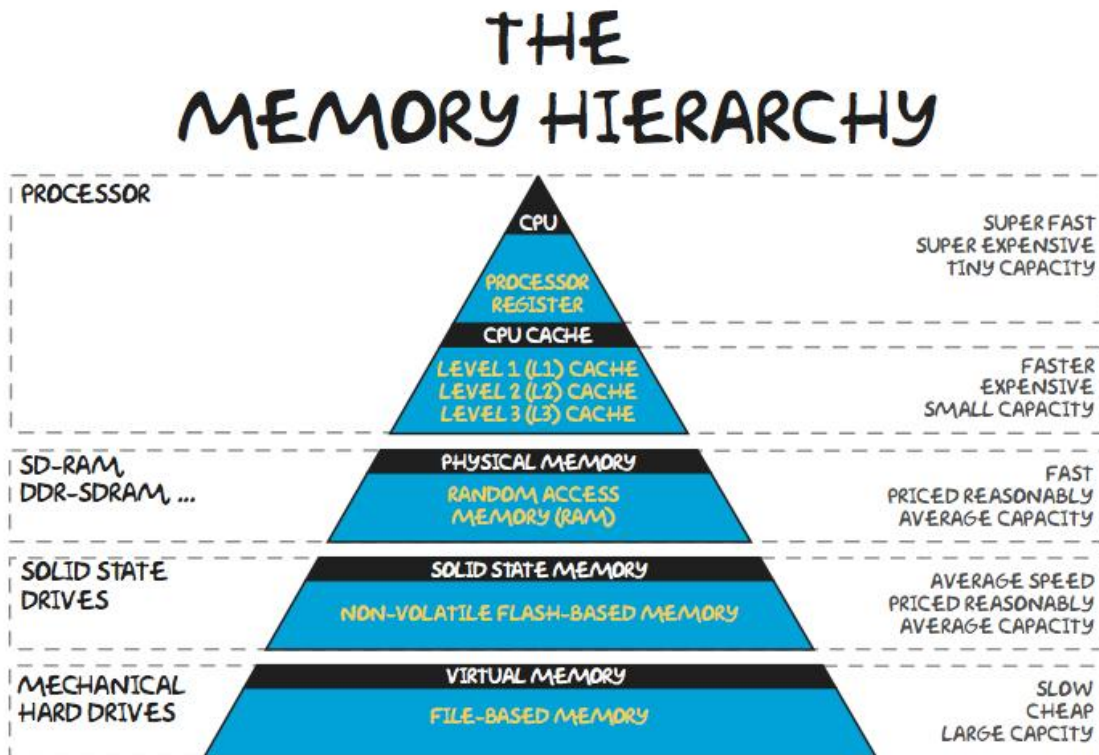 THE
MEMORY HIERARCHY
PROCESSOR
CPU
SUPER FAST
SUPER EXPENSIVE
TINY CAPACITY
PROCESSOR
REGISTER
CPU CACHE
LEVEL 1 (L1) CACHE
LEVEL 2 (L2) CACHE
LEVEL 3 (L3) CACHE
FASTER
EXPENSIVE
SMALL CAPACITY
SD-RAM,
DDR-SDRAM, ...
PHYSICAL MEMORY
RANDOM ACCESS
MEMORY (RAM)
FAST
PRICED REASONABLY
AVERAGE CAPACITY
SOLID STATE
DRIVES
SOLID STATE MEMORY
NON-VOLATILE FLASH-BASED MEMORY
AVERAGE SPEED
PRICED REASONABLY
AVERAGE CAPACITY
MECHANICAL
HARD DRIVES
VIRTUAL MEMORY
FILE-BASED MEMORY
SLOW
CHEAP
LARGE CAPCITY